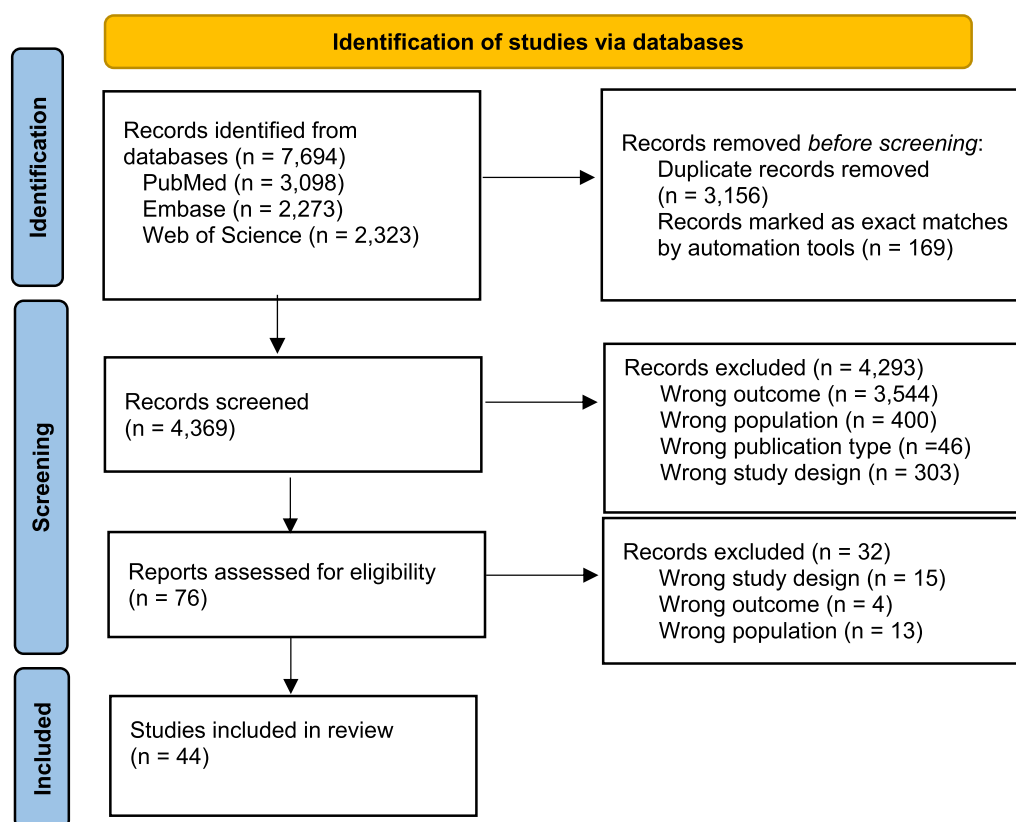 Identification of studies via databases
Identification
Records identified from
databases (n = 7,694)
PubMed (n = 3,098)
Embase (n = 2,273)
Web of Science (n = 2,323)
Records removed before screening:
Duplicate records removed
(n = 3,156)
Records marked as exact matches
by automation tools (n = 169)
Screening
Records screened
(n = 4,369)
Records excluded (n = 4,293)
Wrong outcome (n = 3,544)
Wrong population (n = 400)
Wrong publication type (n =46)
Wrong study design (n = 303)
Reports assessed for eligibility
(n = 76)
Records excluded (n = 32)
Wrong study design (n = 15)
Wrong outcome (n = 4)
Wrong population (n = 13)
Included
Studies included in review
(n = 44)